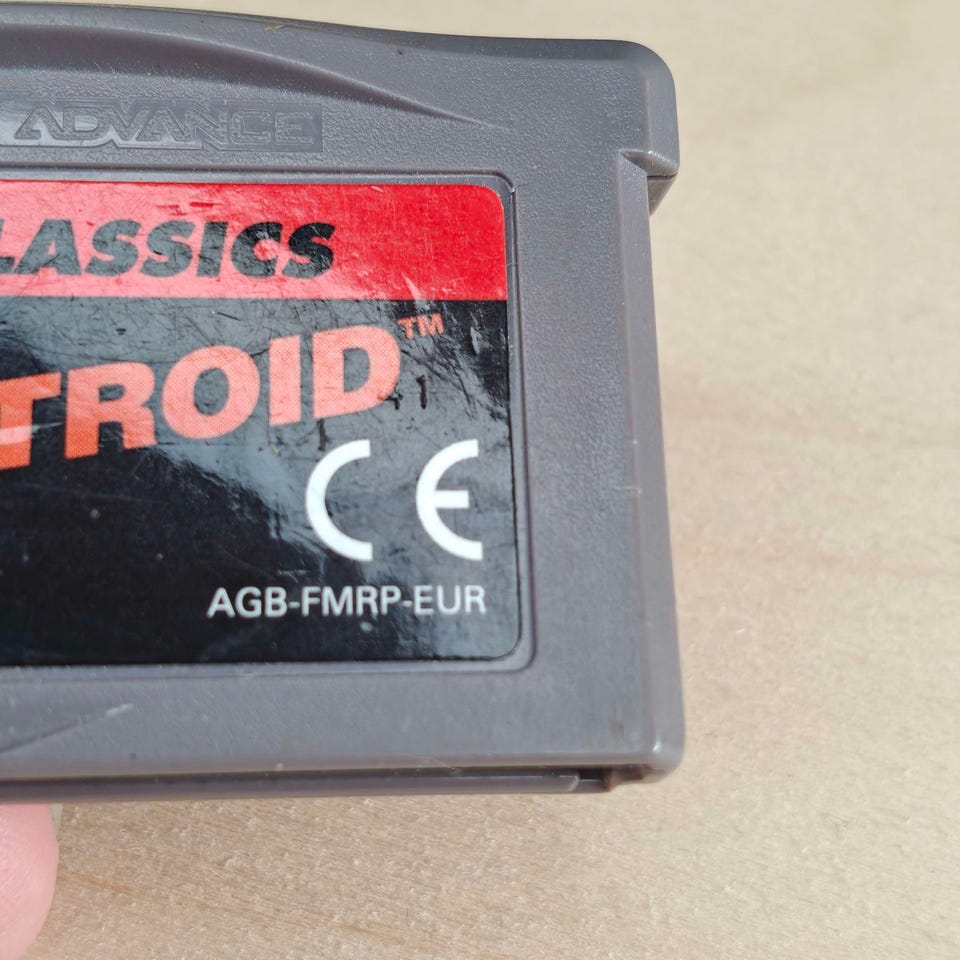 ADVANCE
LASSICS
TROID™
CE
AGB-FMRP-EUR